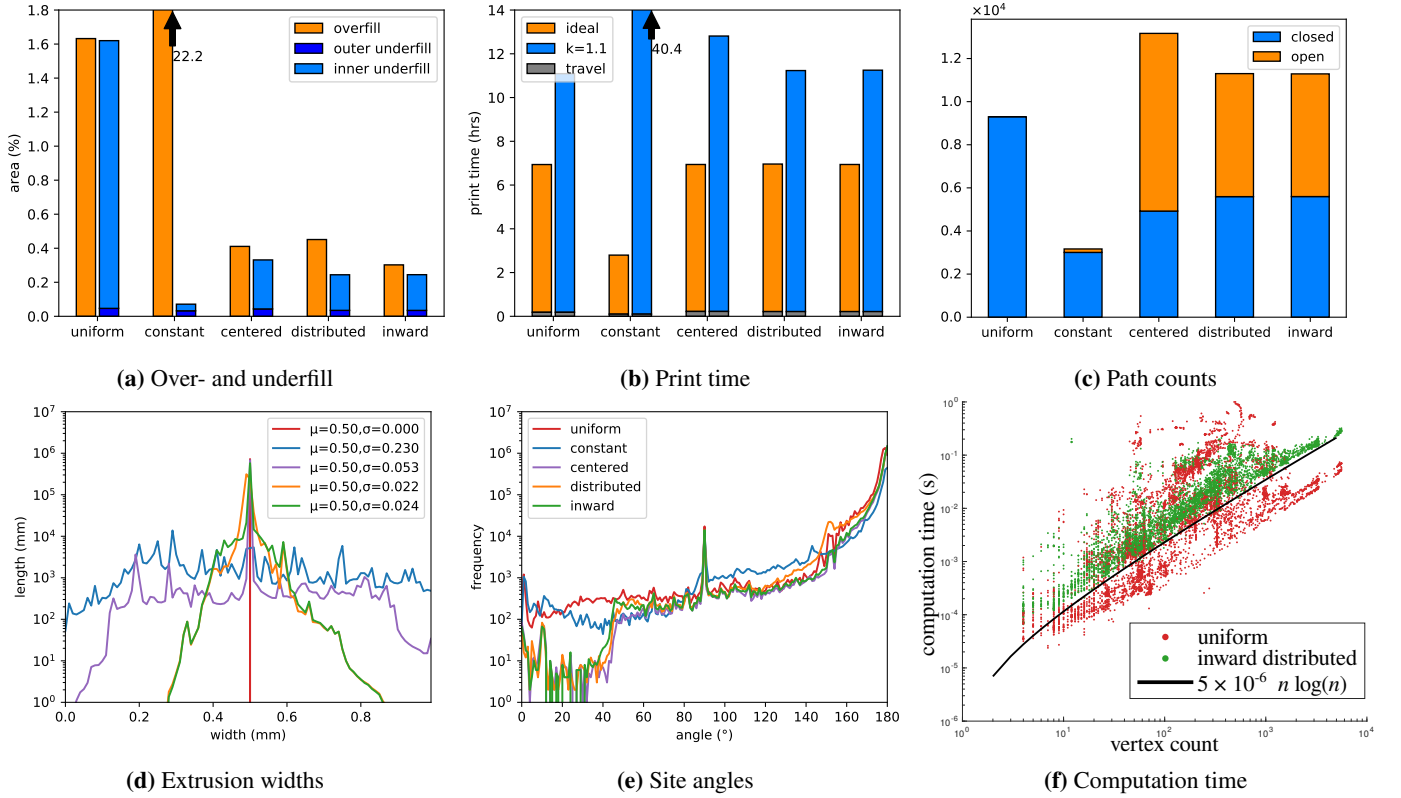 1.8
1.6
1.4
1.2
1.0
0.8
0.6
0.4
0.2
0.0
area (%)
22.2
overfill
outer underfill
inner underfill
uniform constant centered distributed inward
(a) Over- and underfill
14
12
10
8
6
4
2
0
print time (hrs)
ideal
k=1.1
travel
40.4
uniform constant centered distributed inward
(b) Print time
×10⁴
1.2
1.0
0.8
0.6
0.4
0.2
0.0
closed
open
uniform constant centered distributed inward
(c) Path counts
10⁷
10⁶
10⁵
10⁴
10³
10²
10¹
10⁰
length (mm)
μ=0.50,σ=0.000
μ=0.50,σ=0.230
μ=0.50,σ=0.053
μ=0.50,σ=0.022
μ=0.50,σ=0.024
0.0 0.2 0.4 0.6 0.8
width (mm)
(d) Extrusion widths
10⁷
10⁶
10⁵
10⁴
10³
10²
10¹
10⁰
frequency
uniform
constant
centered
distributed
inward
0 20 40 60 80 100 120 140 160 180
angle (°)
(e) Site angles
10⁰
10⁻¹
10⁻²
10⁻³
10⁻⁴
10⁻⁵
10⁻⁶
computation time (s)
uniform
inward distributed
5 × 10⁻⁶ n log(n)
10⁰ 10¹ 10² 10³ 10⁴
vertex count
(f) Computation time